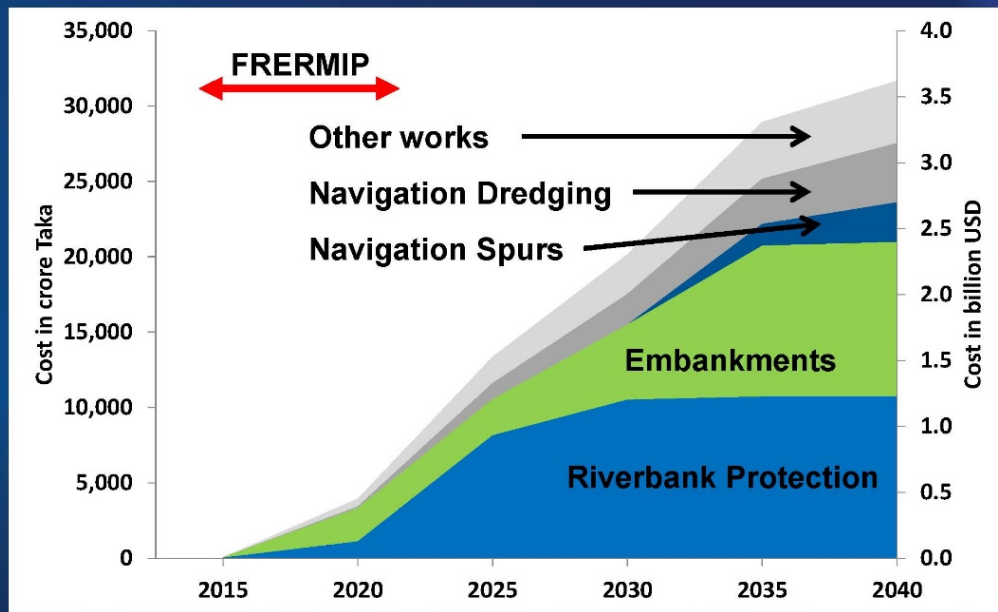 35,000
30,000
25,000
20,000
15,000
10,000
5,000
0
Cost in crore Taka
FRERMIP
Other works
Navigation Dredging
Navigation Spurs
Embankments
Riverbank Protection
4.0
3.5
3.0
2.5
2.0
1.5
1.0
0.5
0.0
Cost in billion USD
2015 2020 2025 2030 2035 2040